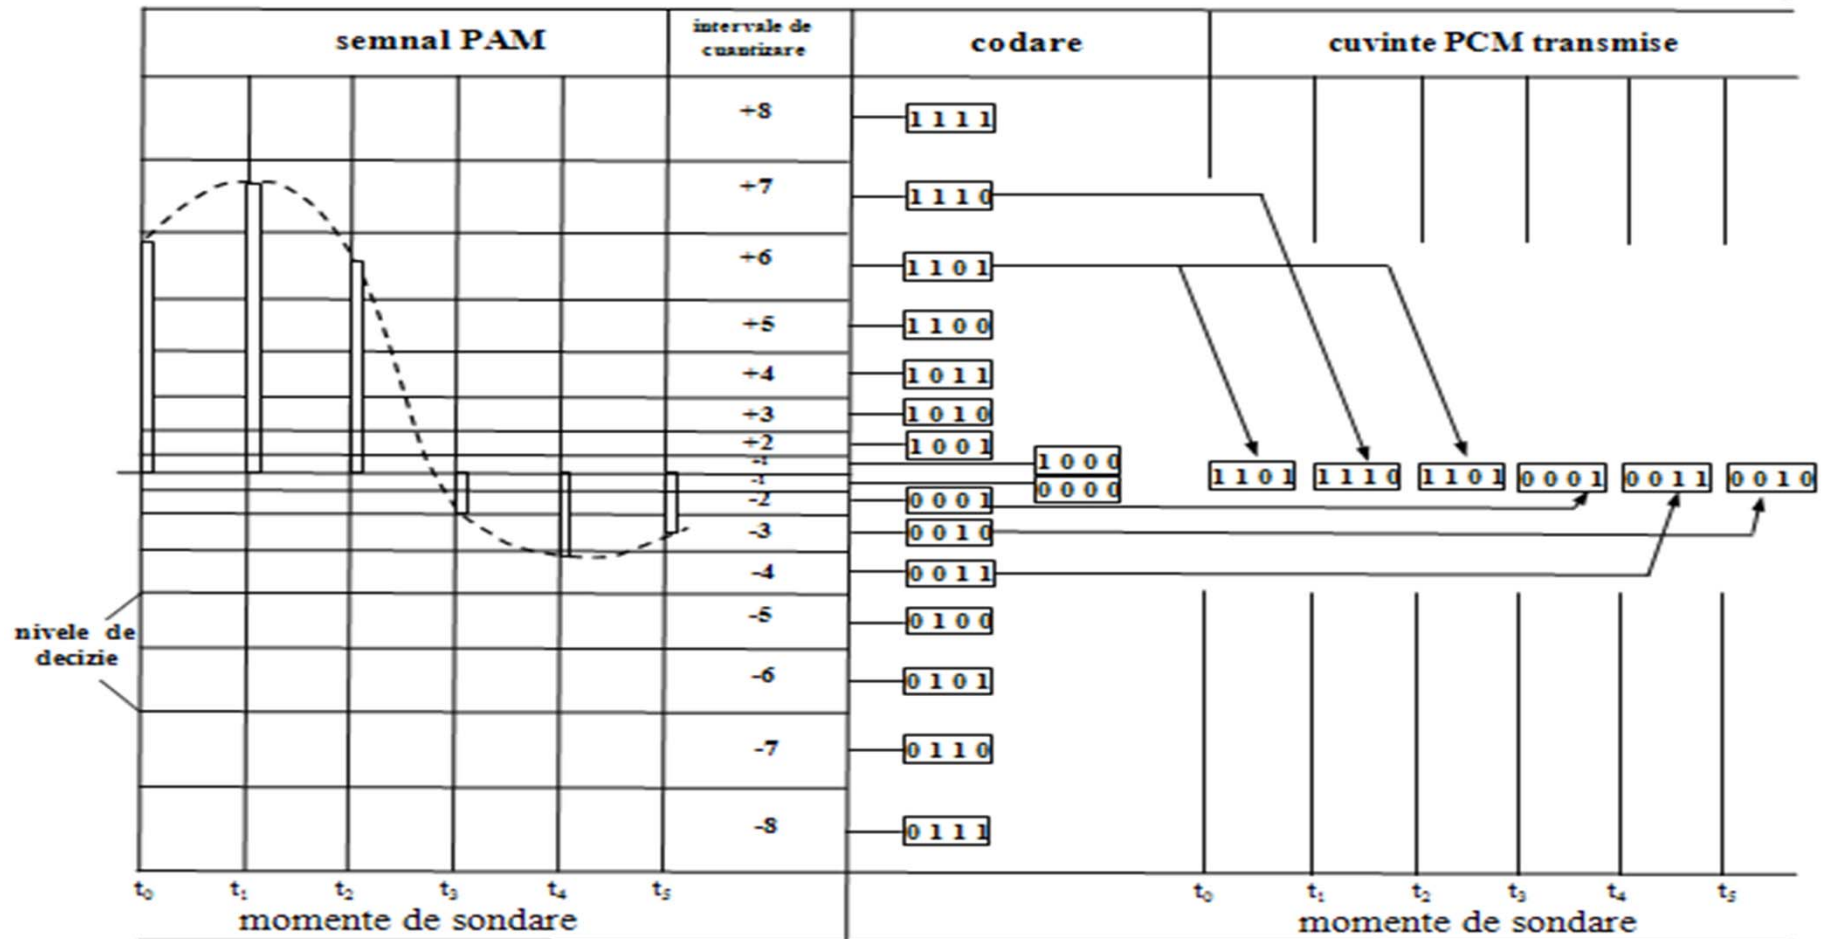 semnal PAM
intervale de
cuantizare
codare
cuvinte PCM transmise
+8
1 1 1 1
+7
1 1 1 0
+6
1 1 0 1
+5
1 1 0 0
+4
1 0 1 1
+3
1 0 1 0
+2
1 0 0 1
-1
1 0 0 0
-1
0 0 0 0
1 1 0 1
1 1 1 0
1 1 0 1
0 0 0 1
0 0 1 1
0 0 1 0
-2
0 0 0 1
-3
0 0 1 0
-4
0 0 1 1
-5
0 1 0 0
nivele de
decizie
-6
0 1 0 1
-7
0 1 1 0
-8
0 1 1 1
t0 t1 t2 t3 t4 t5
momente de sondare
t0 t1 t2 t3 t4 t5
momente de sondare